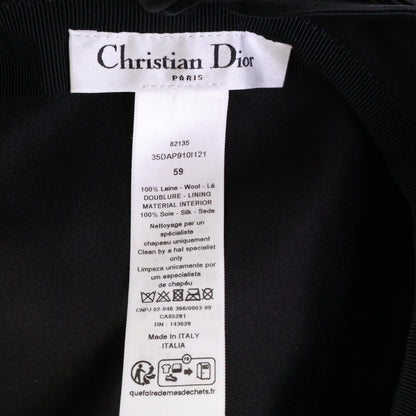 Christian Dior
PARIS
82135
35DAP910I121
59
100% Laine - Wool - Lã
DOUBLURE - LINING
MATERIAL INTERIOR
100% Soie - Silk - Seda
Nettoyage par un
spécialiste
chapeau uniquement
Clean by a hat specialist
only
Limpeza unicamente por
um especialista
de chapéu
CNPJ 02 046 366/0003-99
CA65281
RN : 143628
Made in ITALY
ITALIA
FR
quefairedemesdechets.fr